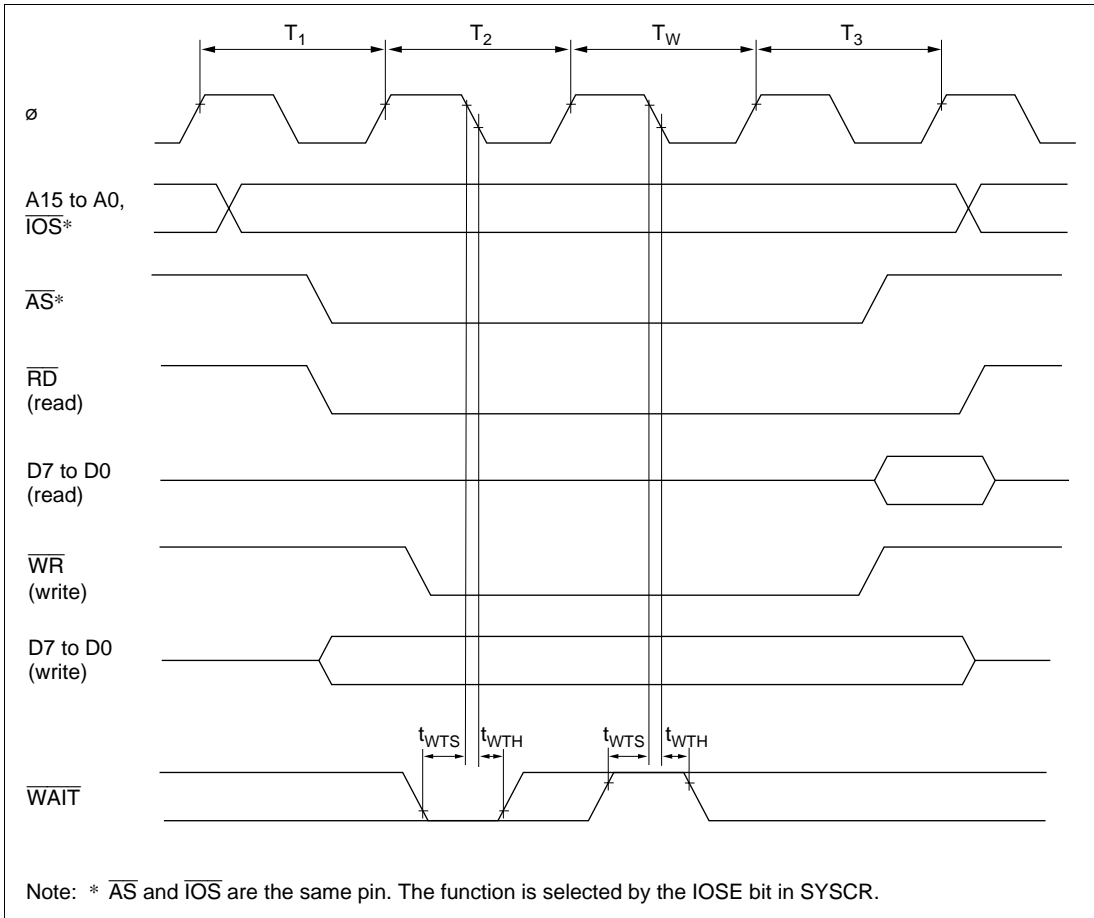 T1 T2 TW T3
ø
A15 to A0,
IOS*
AS*
RD
(read)
D7 to D0
(read)
WR
(write)
D7 to D0
(write)
tWTS tWTH tWTS tWTH
WAIT
Note: * AS and IOS are the same pin. The function is selected by the IOSE bit in SYSCR.